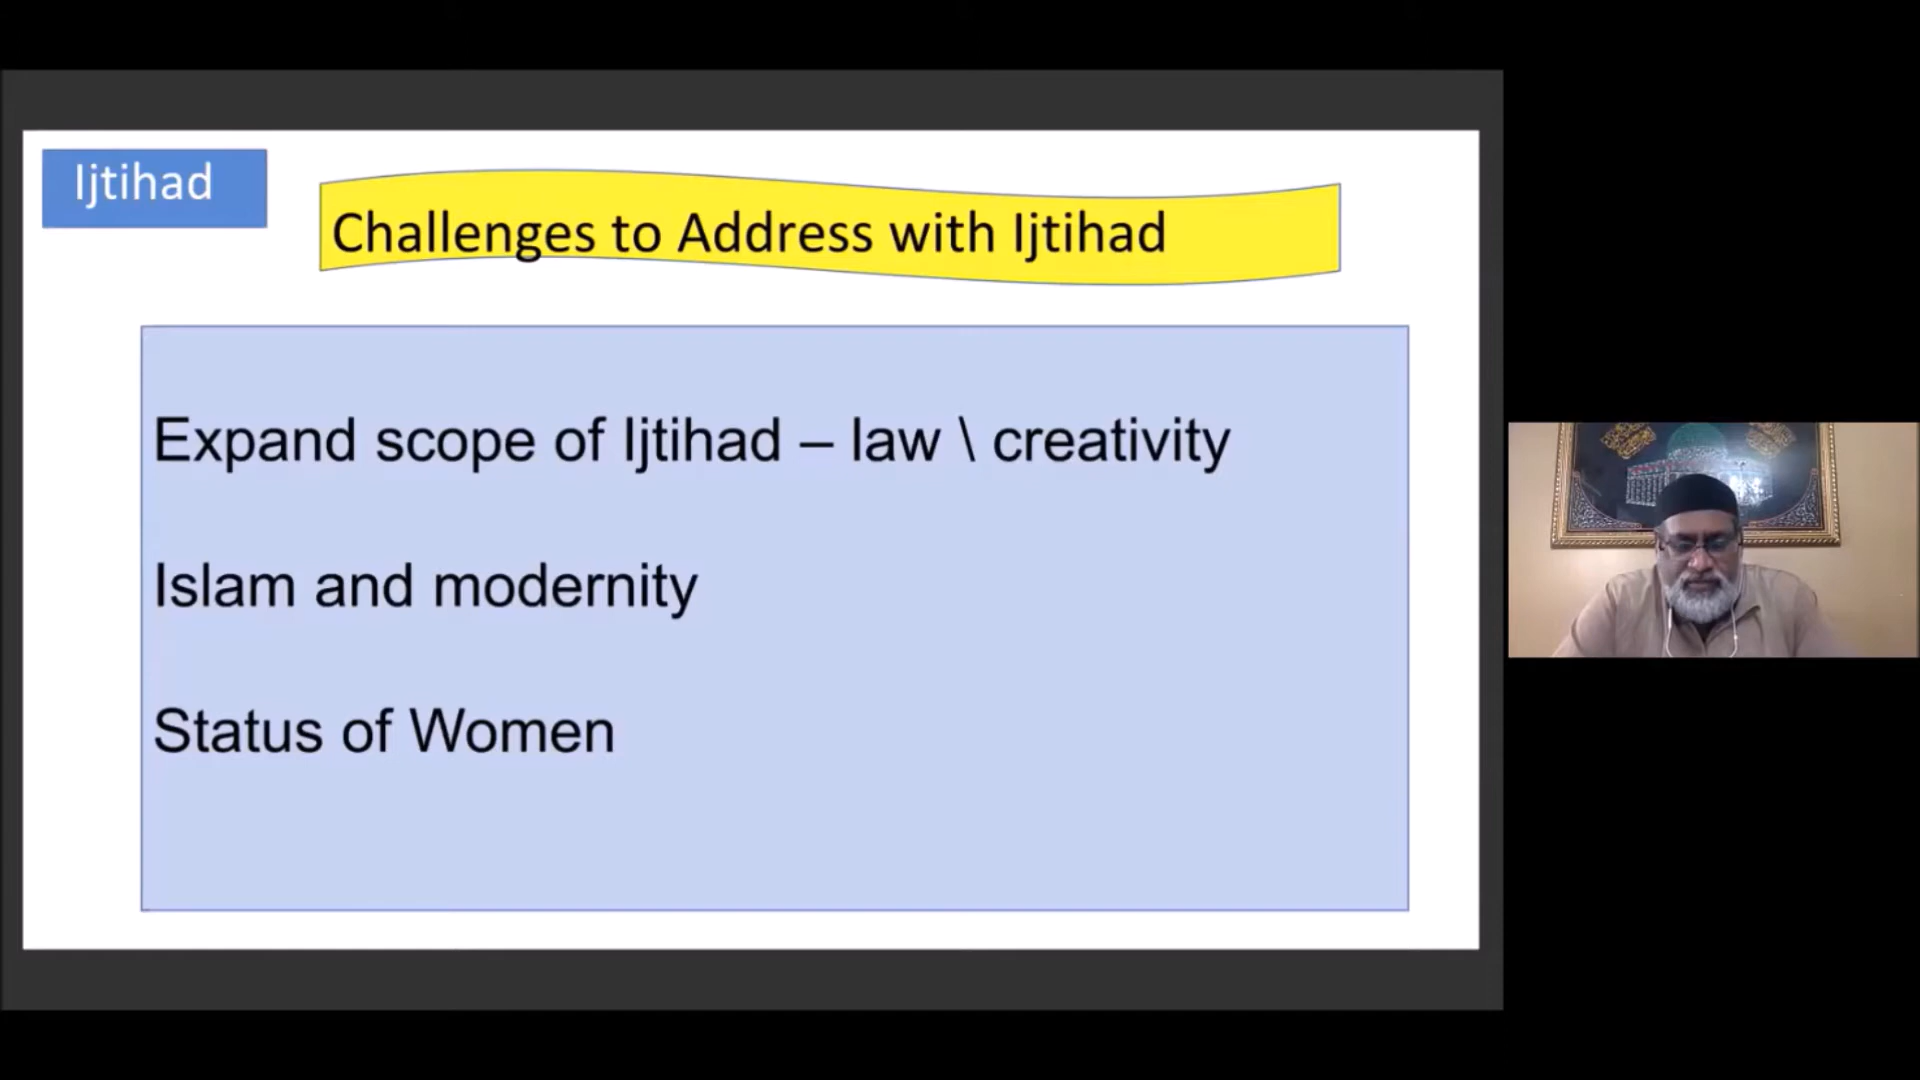 Ijtihad
Challenges to Address with Ijtihad
Expand scope of Ijtihad – law \ creativity
Islam and modernity
Status of Women